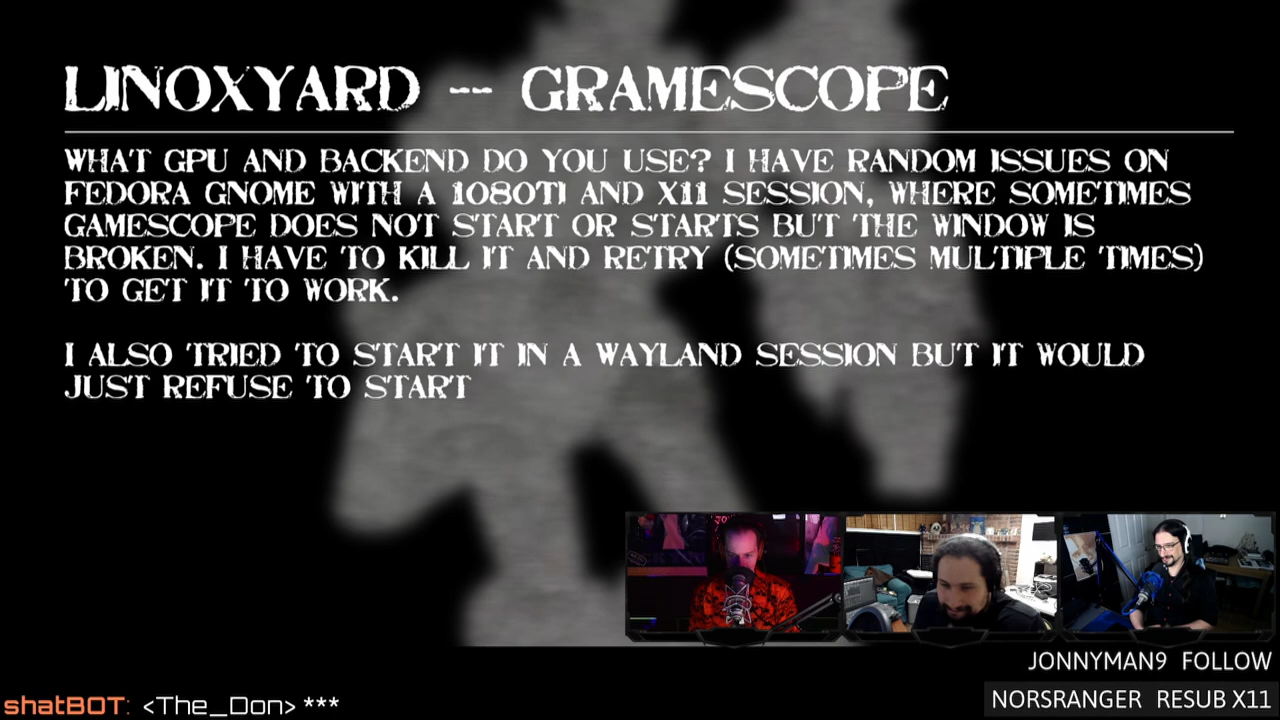 LINOXYARD -- GRAMESCOPE
WHAT GPU AND BACKEND DO YOU USE? I HAVE RANDOM ISSUES ON
FEDORA GNOME WITH A 1080TI AND X11 SESSION, WHERE SOMETIMES
GAMESCOPE DOES NOT START OR STARTS BUT THE WINDOW IS
BROKEN. I HAVE TO KILL IT AND RETRY (SOMETIMES MULTIPLE TIMES)
TO GET IT TO WORK.
I ALSO TRIED TO START IT IN A WAYLAND SESSION BUT IT WOULD
JUST REFUSE TO START
JONNYMAN9 FOLLOW
NORSRANGER RESUB X11
shatBOT: <The_Don> ***